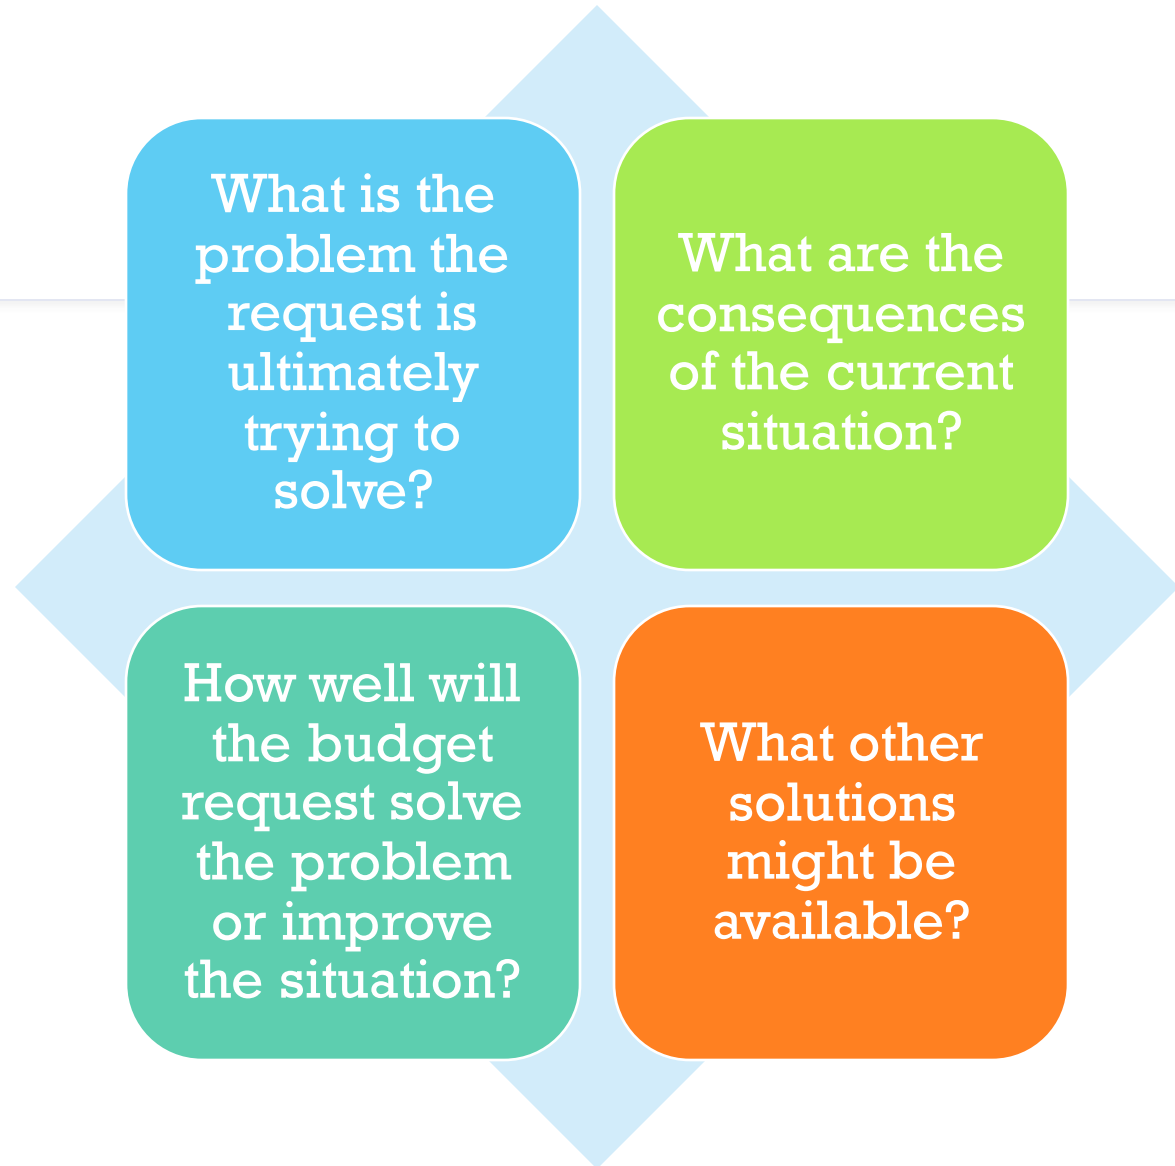 What is the
problem the
request is
ultimately
trying to
solve?
What are the
consequences
of the current
situation?
How well will
the budget
request solve
the problem
or improve
the situation?
What other
solutions
might be
available?